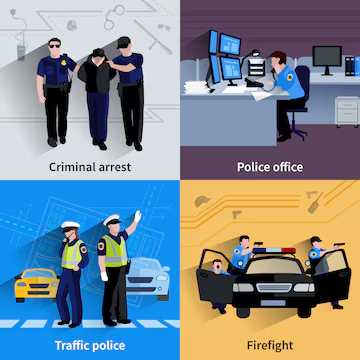 Criminal arrest
Police office
Traffic police
Firefight